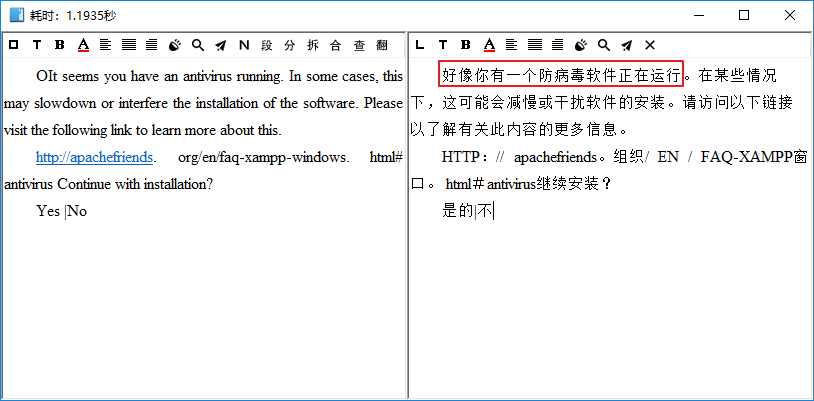 耗时：1.1935秒
T B A N 段 分 拆 合 查 翻
OIt seems you have an antivirus running. In some cases, this
may slowdown or interfere the installation of the software. Please
visit the following link to learn more about this.
http://apachefriends. org/en/faq-xampp-windows. html#
antivirus Continue with installation?
Yes |No
L T B A
好像你有一个防病毒软件正在运行。在某些情况
下，这可能会减慢或干扰软件的安装。请访问以下链接
以了解有关此内容的更多信息。
HTTP：// apachefriends。组织/ EN / FAQ-XAMPP窗
口。 html＃antivirus继续安装？
是的|不